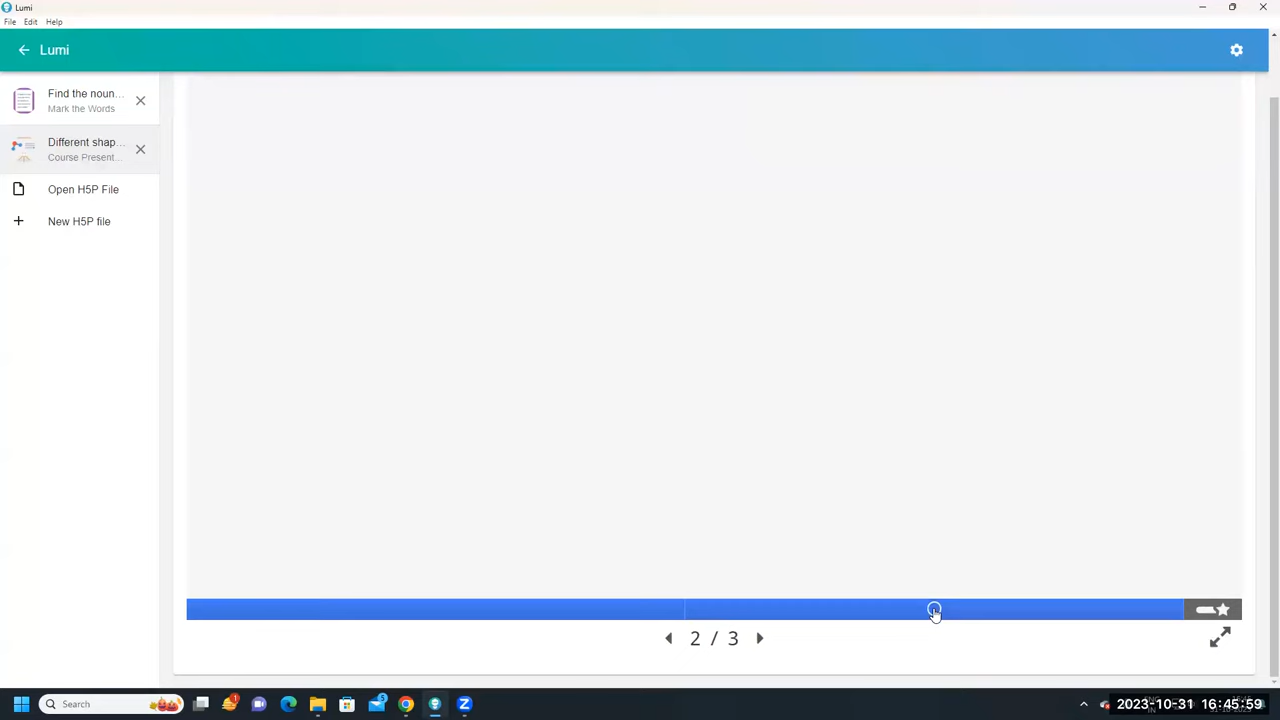 Lumi
File Edit Help
Lumi
Find the noun...
Mark the Words
Different shap...
Course Present...
Open H5P File
New H5P file
2 / 3
Search
2023-10-31 16:45:59